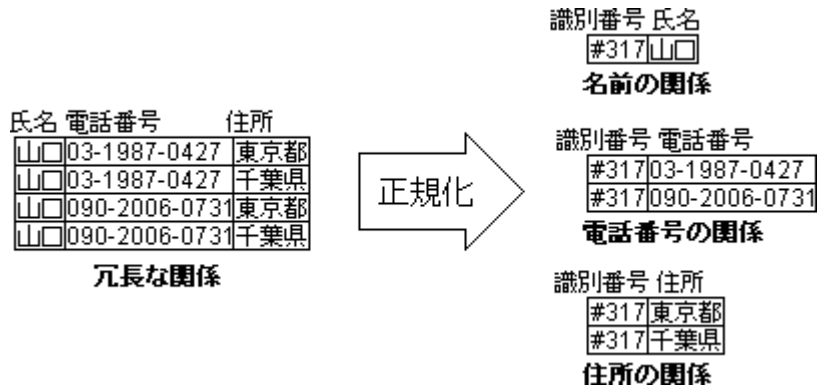 氏名 電話番号 住所
山口 03-1987-0427 東京都
山口 03-1987-0427 千葉県
山口 090-2006-0731 東京都
山口 090-2006-0731 千葉県
冗長な関係
正規化
識別番号 氏名
#317 山口
名前の関係
識別番号 電話番号
#317 03-1987-0427
#317 090-2006-0731
電話番号の関係
識別番号 住所
#317 東京都
#317 千葉県
住所の関係